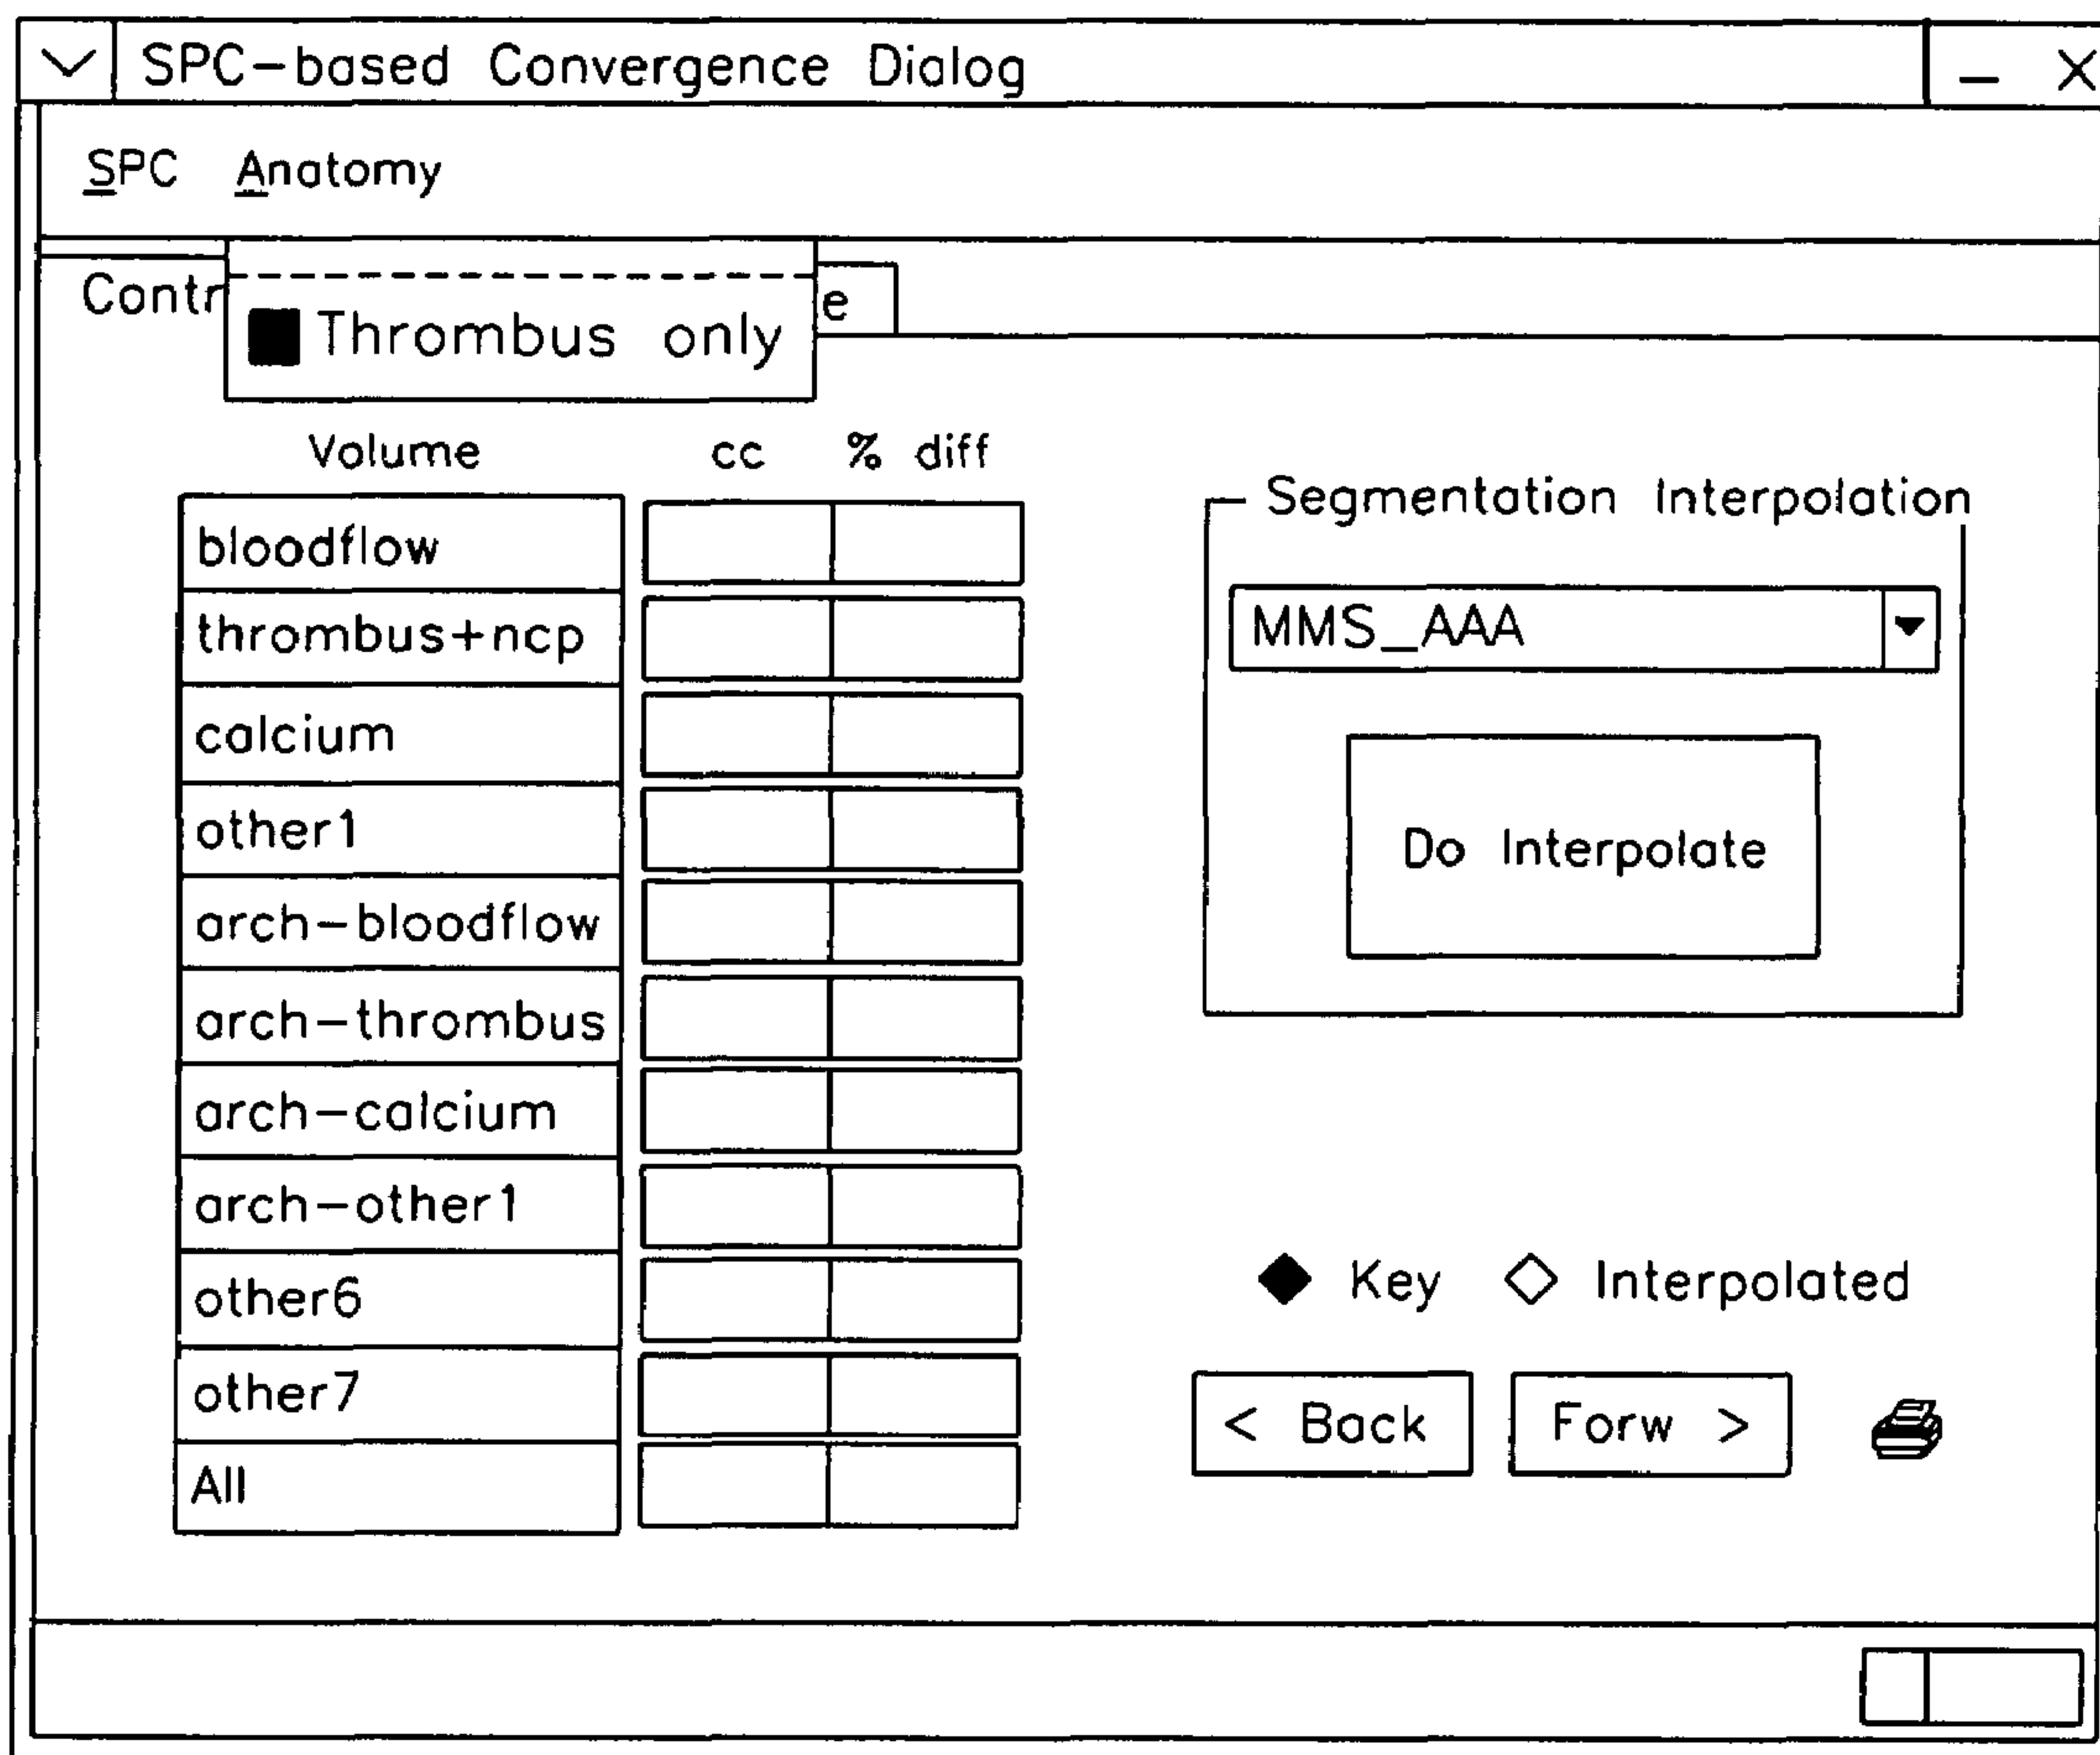 SPC-based Convergence Dialog
SPC Anatomy
Contr
e
Thrombus only
Volume cc % diff
bloodflow
thrombus+ncp
calcium
other1
arch-bloodflow
arch-thrombus
arch-calcium
arch-other1
other6
other7
All
Segmentation Interpolation
MMS_AAA
Do Interpolate
Key Interpolated
< Back Forw >